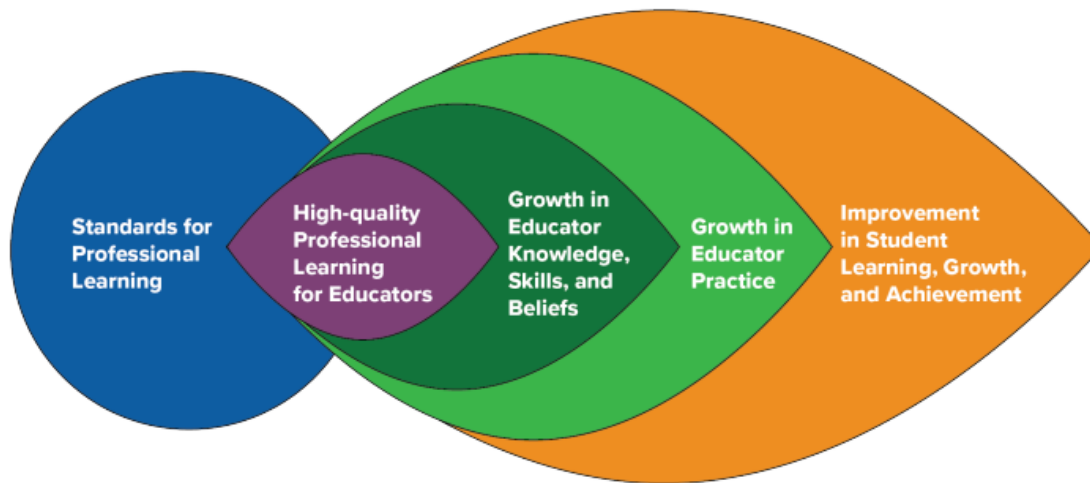 Standards for
Professional
Learning
High-quality
Professional
Learning
for Educators
Growth in
Educator
Knowledge,
Skills, and
Beliefs
Growth in
Educator
Practice
Improvement
in Student
Learning, Growth,
and Achievement